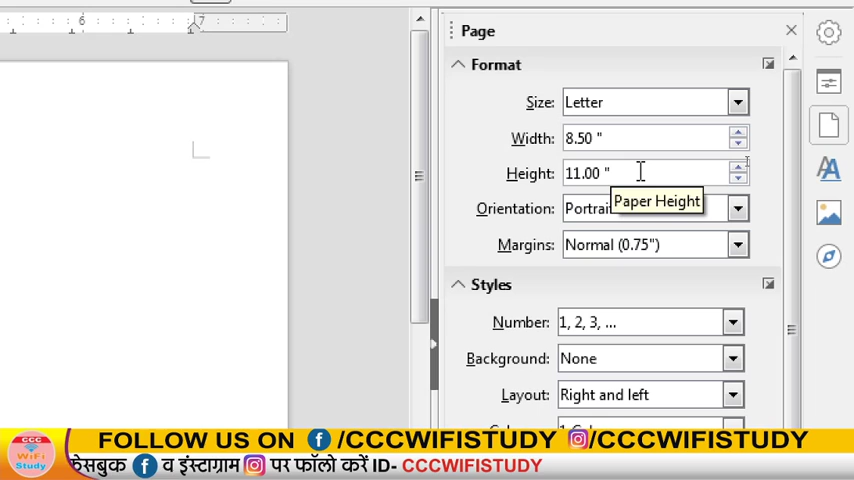 6 7
Page
Format
Size: Letter
Width: 8.50 "
Height: 11.00 "
Paper Height
Orientation:
Margins: Normal (0.75")
Styles
Number: 1, 2, 3, ...
Background: None
Layout: Right and left
FOLLOW US ON /CCCWIFISTUDY /CCCWIFISTUDY
CCC
WiFi
Study
फेसबुक व इंस्टाग्राम पर फॉलो करें ID- CCCWIFISTUDY